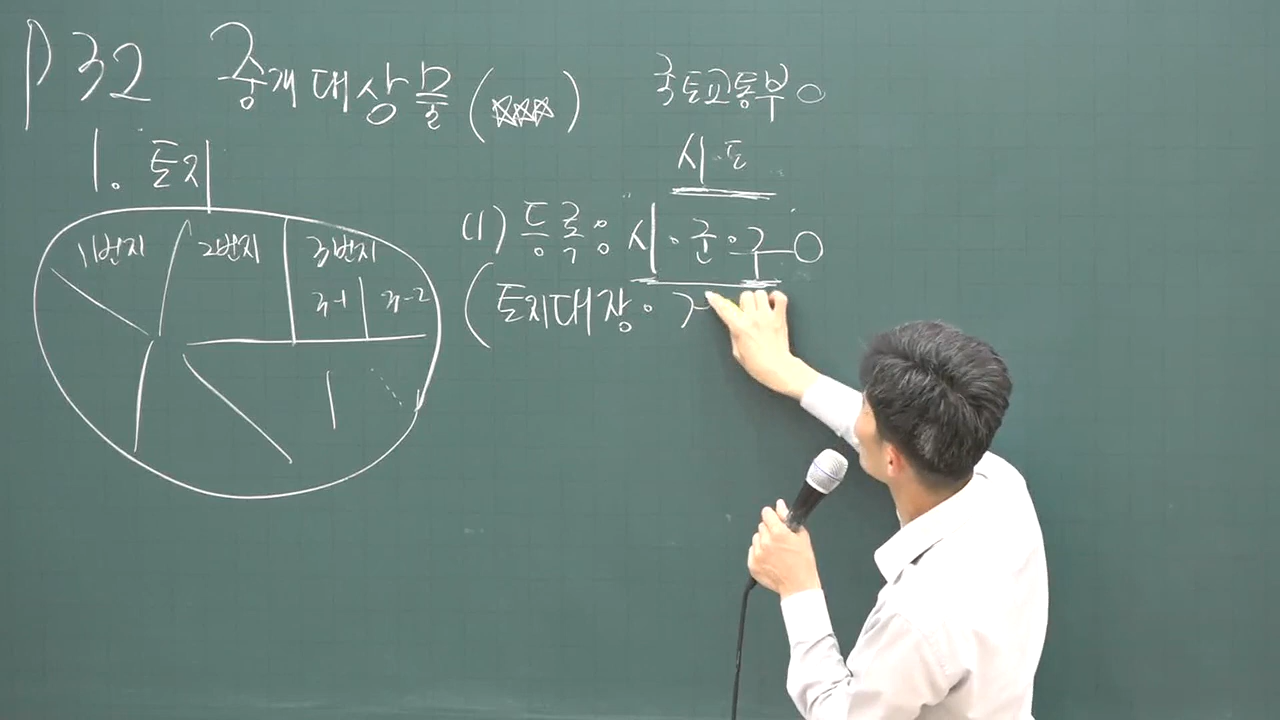 P 32 중개대상물 (☆☆☆)
국토교통부 ○
시·도
1. 토지
1번지 2번지 3번지
3-1 3-2
(1) 등록 : 시·군·구 ○
(토지대장·